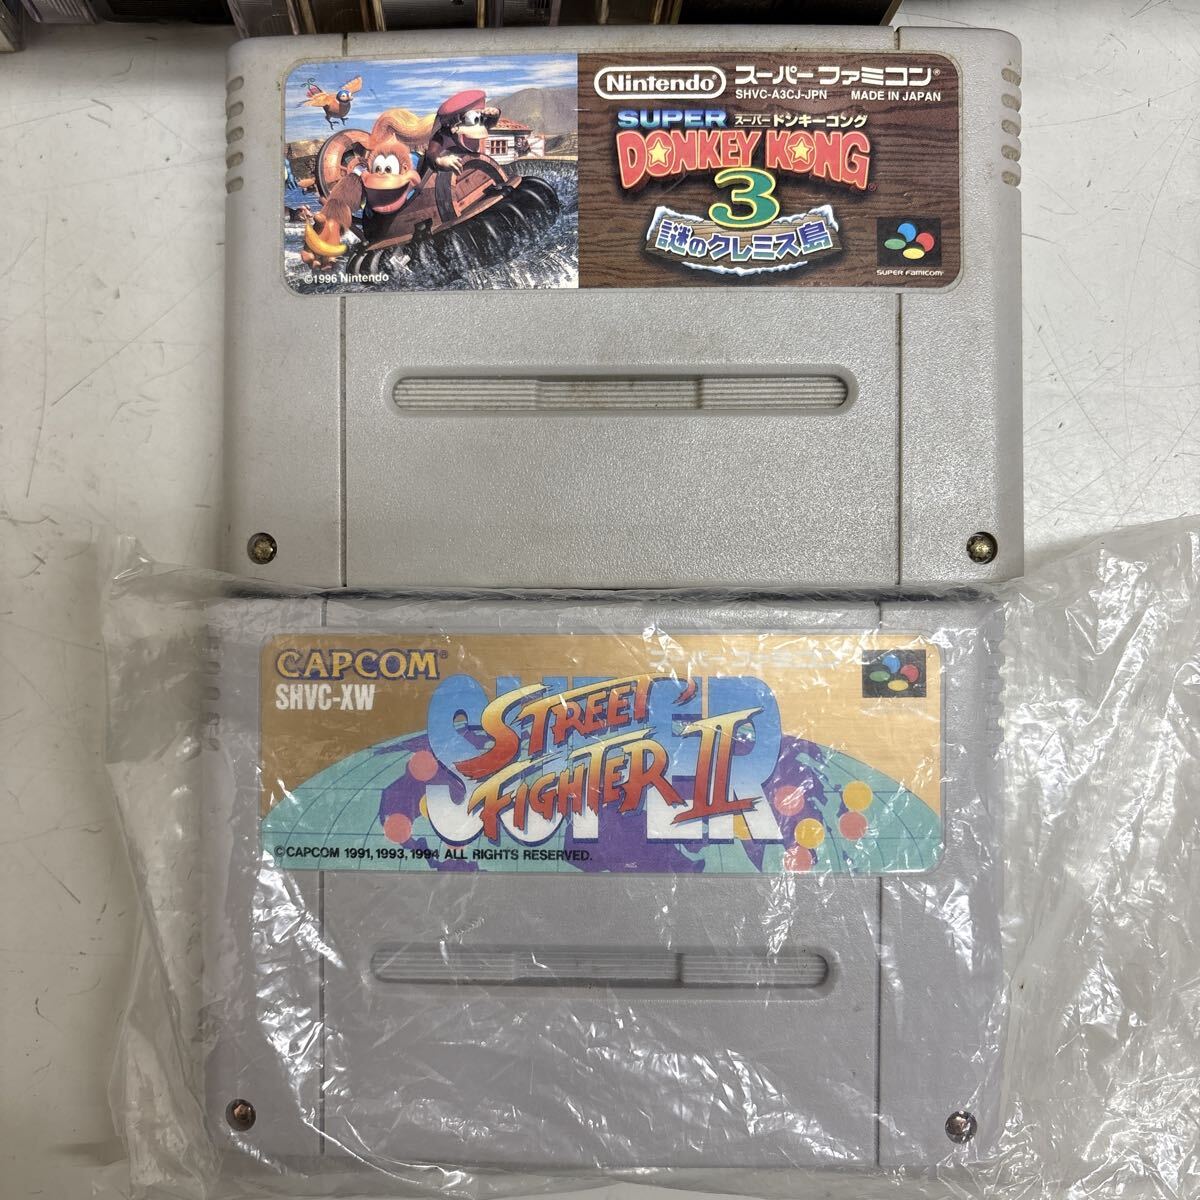 Nintendo スーパーファミコン®
SHVC-A3CJ-JPN MADE IN JAPAN
SUPER スーパードンキーコング
DONKEY KONG®
3
謎のクレミス島
©1996 Nintendo
SUPER FAMICOM
CAPCOM®
スーパーファミコン
SHVC-XW
SUPER
STREET
FIGHTER II
©CAPCOM 1991, 1993, 1994 ALL RIGHTS RESERVED.